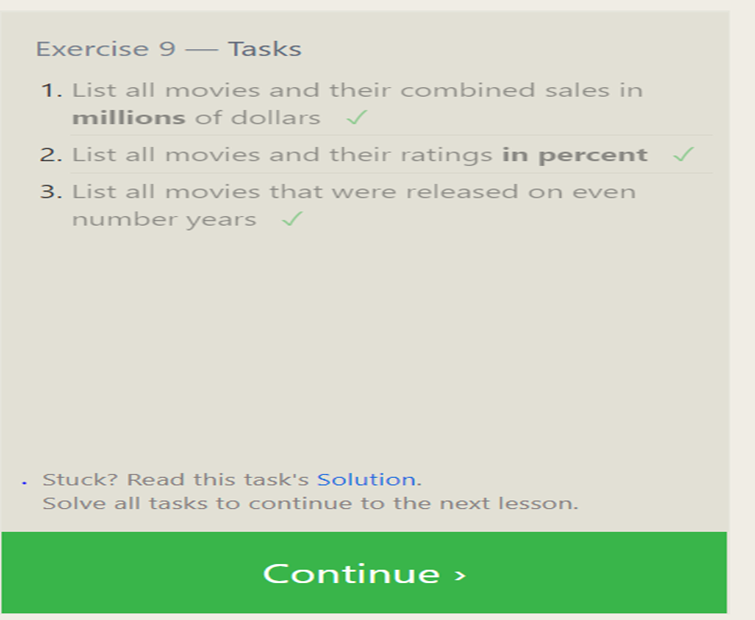 Exercise 9 — Tasks
1. List all movies and their combined sales in
millions of dollars ✓
2. List all movies and their ratings in percent ✓
3. List all movies that were released on even
number years ✓
Stuck? Read this task's Solution.
Solve all tasks to continue to the next lesson.
Continue ›